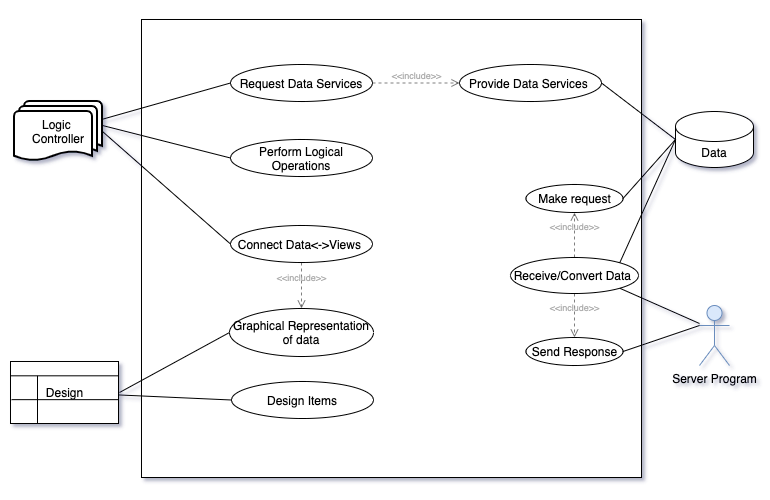 Request Data Services
<<include>>
Provide Data Services
Logic
Controller
Perform Logical
Operations
Data
Make request
<<include>>
Connect Data<->Views
<<include>>
Receive/Convert Data
<<include>>
Graphical Representation
of data
Send Response
Server Program
Design
Design Items